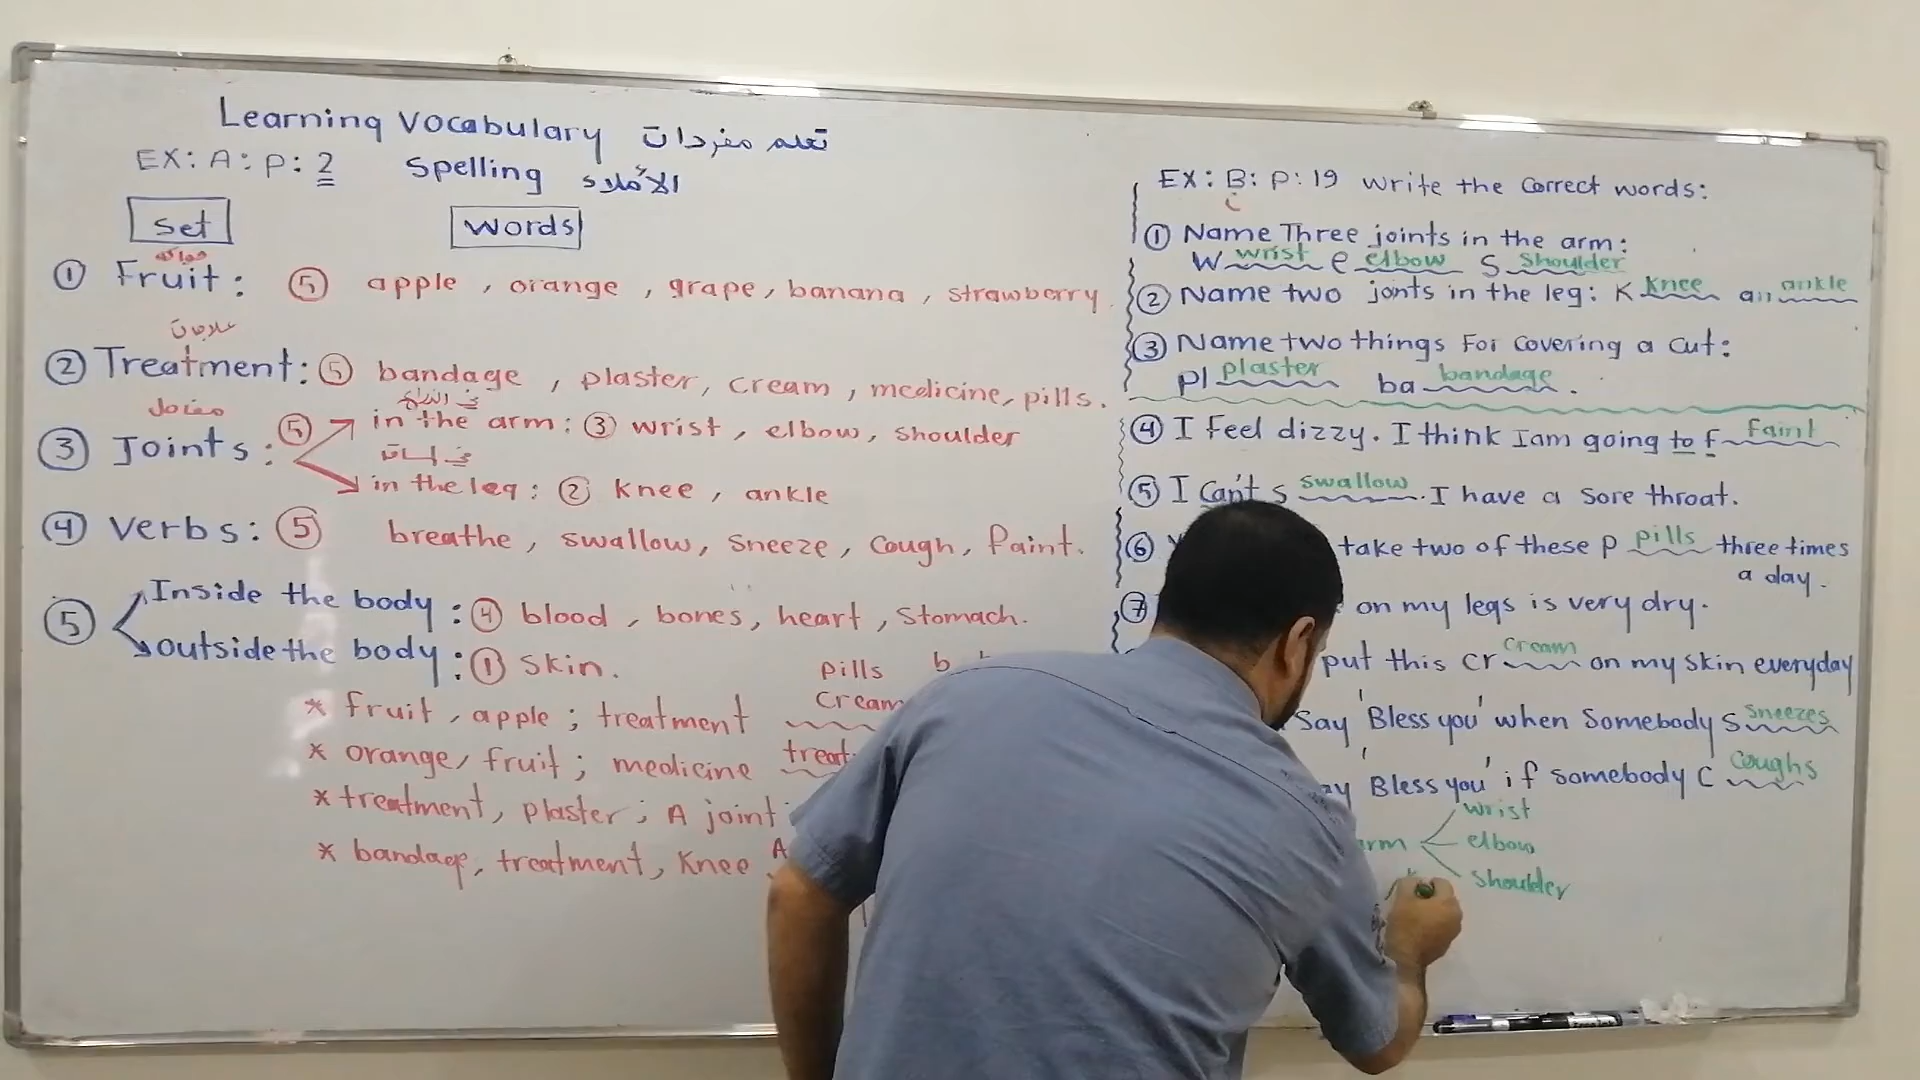 Learning vocabulary تعلم مفردات
EX: A: P: 2 Spelling الأملاء
Set
words
فواكه
① Fruit: ⑤ apple, orange, grape, banana, strawberry
علاجات
② Treatment: ⑤ bandage, plaster, cream, medicine, pills.
مفاصل
في الذراع
③ Joints: ⑤ in the arm: ③ wrist, elbow, shoulder
في الساق
in the leg: ② Knee, ankle
④ Verbs: ⑤ breathe, swallow, sneeze, cough, faint.
⑤ Inside the body: ④ blood, bones, heart, stomach.
outside the body: ① skin.
pills
* fruit, apple; treatment cream
* orange, fruit; medicine treat
* treatment, plaster; A joint
* bandage, treatment, Knee A
EX: B: P: 19 write the correct words:
① Name Three joints in the arm:
W wrist e elbow S shoulder
② Name two jonts in the leg: K Knee an ankle
③ Name two things For covering a cut:
pl plaster ba bandage.
④ I feel dizzy. I think Iam going to f faint
⑤ I Can't s swallow. I have a sore throat.
⑥ take two of these p pills three times
a day.
⑦ on my legs is very dry.
put this cr cream on my skin everyday
Say 'Bless you' when Somebody S sneezes
'Bless you' if somebody C coughs
arm wrist
elbow
shoulder